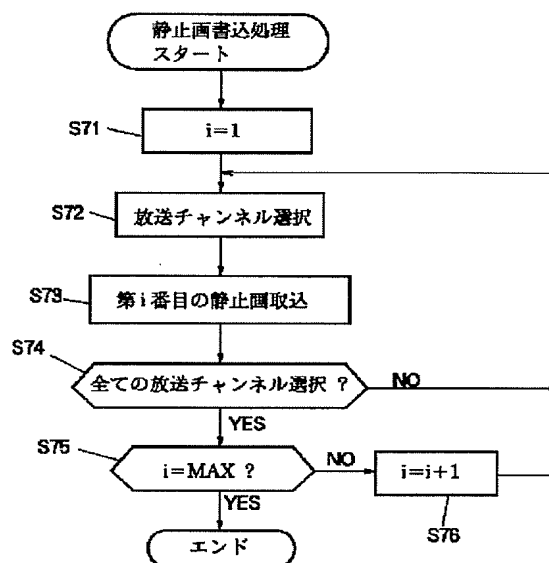 静止画書込処理
スタート
S71
i=1
S72
放送チャンネル選択
S73
第i番目の静止画取込
S74
全ての放送チャンネル選択 ?
NO
YES
S75
i=MAX ?
NO
i=i+1
YES
S76
エンド